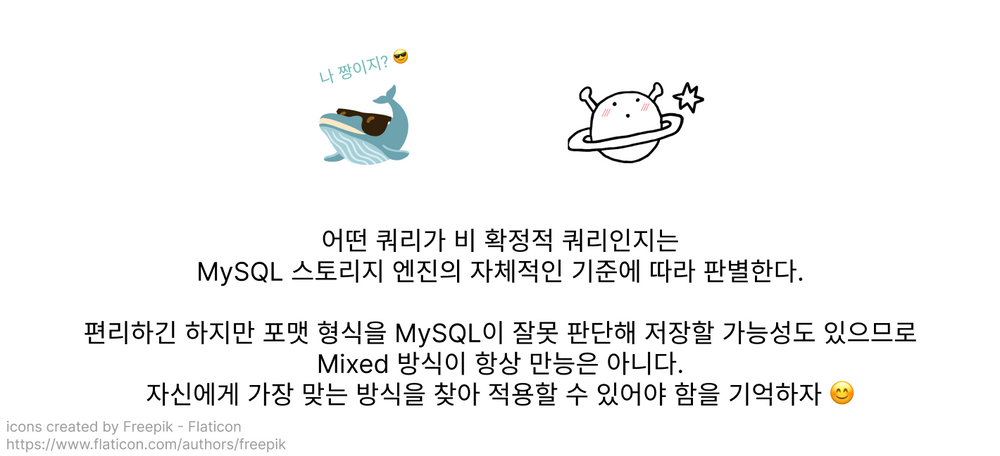 나 짱이지? 😎
어떤 쿼리가 비 확정적 쿼리인지는
MySQL 스토리지 엔진의 자체적인 기준에 따라 판별한다.
편리하긴 하지만 포맷 형식을 MySQL이 잘못 판단해 저장할 가능성도 있으므로
Mixed 방식이 항상 만능은 아니다.
자신에게 가장 맞는 방식을 찾아 적용할 수 있어야 함을 기억하자 😊
icons created by Freepik - Flaticon
https://www.flaticon.com/authors/freepik